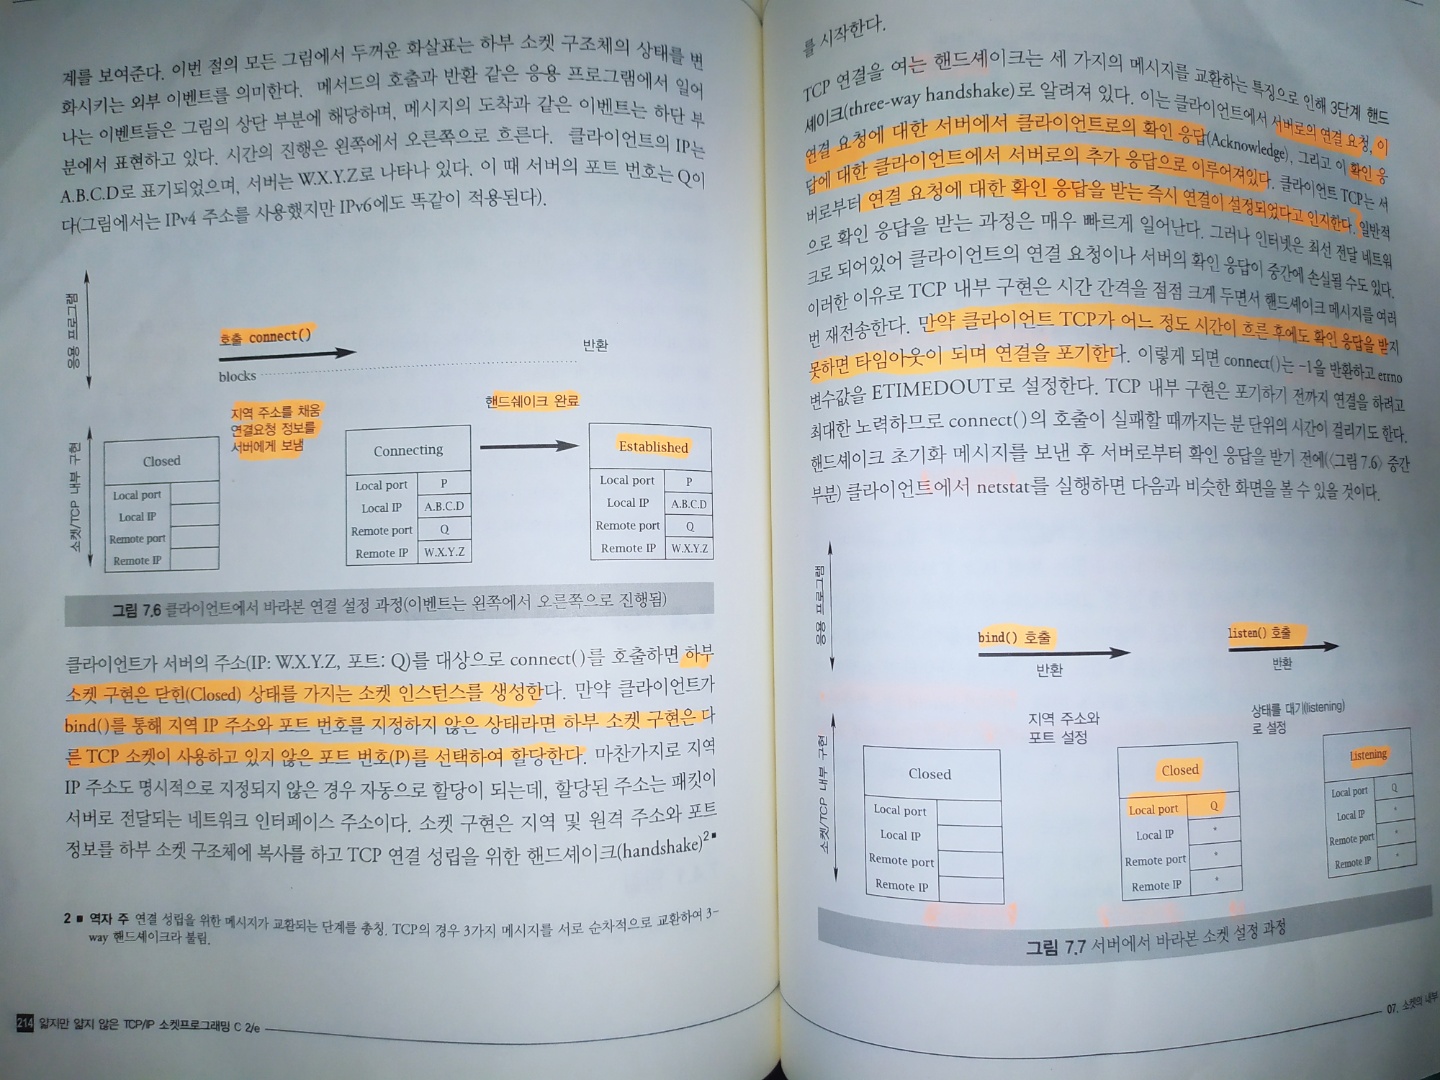 계를 보여준다. 이번 절의 모든 그림에서 두꺼운 화살표는 하부 소켓 구조체의 상태를 변
화시키는 외부 이벤트를 의미한다. 메서드의 호출과 반환 같은 응용 프로그램에서 일어
나는 이벤트들은 그림의 상단 부분에 해당하며, 메시지의 도착과 같은 이벤트는 하단 부
분에서 표현하고 있다. 시간의 진행은 왼쪽에서 오른쪽으로 흐른다. 클라이언트의 IP는
A.B.C.D로 표기되었으며, 서버는 W.X.Y.Z로 나타나 있다. 이 때 서버의 포트 번호는 Q이
다(그림에서는 IPv4 주소를 사용했지만 IPv6에도 똑같이 적용된다).
응용 프로그램
호출 connect()
blocks
반환
소켓/TCP 내부 구현
지역 주소를 채움
연결요청 정보를
서버에게 보냄
핸드쉐이크 완료
Closed
Local port
Local IP
Remote port
Remote IP
Connecting
Local port P
Local IP A.B.C.D
Remote port Q
Remote IP W.X.Y.Z
Established
Local port P
Local IP A.B.C.D
Remote port Q
Remote IP W.X.Y.Z
그림 7.6 클라이언트에서 바라본 연결 설정 과정(이벤트는 왼쪽에서 오른쪽으로 진행됨)
클라이언트가 서버의 주소(IP: W.X.Y.Z, 포트: Q)를 대상으로 connect()를 호출하면 하부
소켓 구현은 닫힌(Closed) 상태를 가지는 소켓 인스턴스를 생성한다. 만약 클라이언트가
bind()를 통해 지역 IP 주소와 포트 번호를 지정하지 않은 상태라면 하부 소켓 구현은 다
른 TCP 소켓이 사용하고 있지 않은 포트 번호(P)를 선택하여 할당한다. 마찬가지로 지역
IP 주소도 명시적으로 지정되지 않은 경우 자동으로 할당이 되는데, 할당된 주소는 패킷이
서버로 전달되는 네트워크 인터페이스 주소이다. 소켓 구현은 지역 및 원격 주소와 포트
정보를 하부 소켓 구조체에 복사를 하고 TCP 연결 성립을 위한 핸드셰이크(handshake)2■
2 ■ 역자 주 연결 성립을 위한 메시지가 교환되는 단계를 총칭. TCP의 경우 3가지 메시지를 서로 순차적으로 교환하여 3-
way 핸드셰이크라 불림.
214 얇지만 얇지 않은 TCP/IP 소켓프로그래밍 C 2/e
를 시작한다.
TCP 연결을 여는 핸드셰이크는 세 가지의 메시지를 교환하는 특징으로 인해 3단계 핸드
셰이크(three-way handshake)로 알려져 있다. 이는 클라이언트에서 서버로의 연결 요청, 이
연결 요청에 대한 서버에서 클라이언트로의 확인 응답(Acknowledge), 그리고 이 확인 응
답에 대한 클라이언트에서 서버로의 추가 응답으로 이루어져있다. 클라이언트 TCP는 서
버로부터 연결 요청에 대한 확인 응답을 받는 즉시 연결이 설정되었다고 인지한다. 일반적
으로 확인 응답을 받는 과정은 매우 빠르게 일어난다. 그러나 인터넷은 최선 전달 네트워
크로 되어있어 클라이언트의 연결 요청이나 서버의 확인 응답이 중간에 손실될 수도 있다.
이러한 이유로 TCP 내부 구현은 시간 간격을 점점 크게 두면서 핸드셰이크 메시지를 여러
번 재전송한다. 만약 클라이언트 TCP가 어느 정도 시간이 흐른 후에도 확인 응답을 받지
못하면 타임아웃이 되며 연결을 포기한다. 이렇게 되면 connect()는 -1을 반환하고 errno
변수값을 ETIMEDOUT로 설정한다. TCP 내부 구현은 포기하기 전까지 연결을 하려고
최대한 노력하므로 connect()의 호출이 실패할 때까지는 분 단위의 시간이 걸리기도 한다.
핸드셰이크 초기화 메시지를 보낸 후 서버로부터 확인 응답을 받기 전에(〈그림 7.6〉 중간
부분) 클라이언트에서 netstat를 실행하면 다음과 비슷한 화면을 볼 수 있을 것이다.
응용 프로그램
bind() 호출
반환
listen() 호출
반환
소켓/TCP 내부 구현
지역 주소와
포트 설정
상태를 대기(listening)
로 설정
Closed
Local port
Local IP
Remote port
Remote IP
Closed
Local port Q
Local IP *
Remote port *
Remote IP *
Listening
Local port Q
Local IP *
Remote port *
Remote IP *
그림 7.7 서버에서 바라본 소켓 설정 과정
07. 소켓의 내부